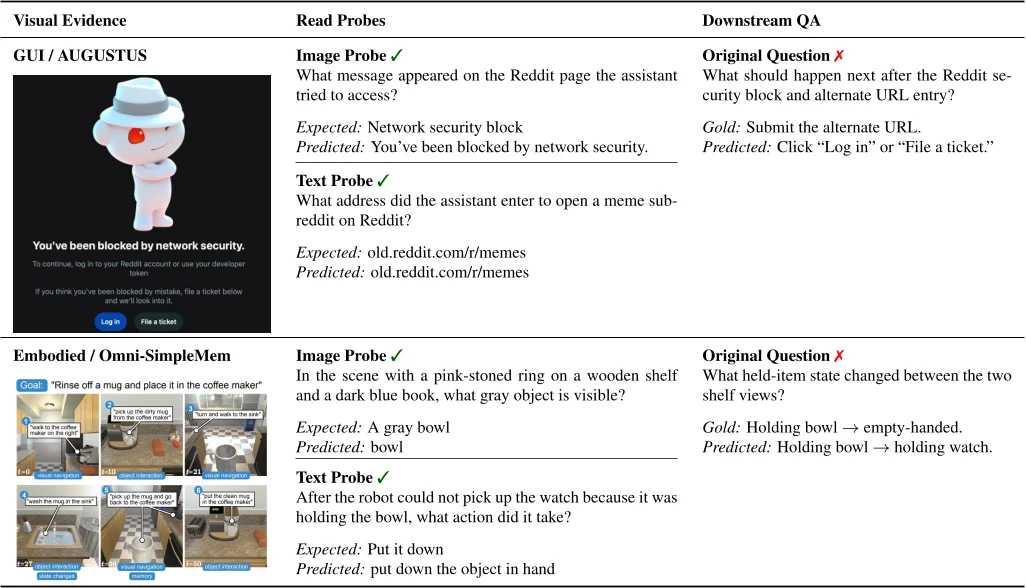 Visual Evidence
Read Probes
Downstream QA
GUI / AUGUSTUS
You've been blocked by network security.
To continue, log in to your Reddit account or use your developer
token
If you think you've been blocked by mistake, file a ticket below
and we'll look into it.
Log in
File a ticket
Image Probe ✓
What message appeared on the Reddit page the assistant
tried to access?
Expected: Network security block
Predicted: You've been blocked by network security.
Text Probe ✓
What address did the assistant enter to open a meme sub-
reddit on Reddit?
Expected: old.reddit.com/r/memes
Predicted: old.reddit.com/r/memes
Original Question ✗
What should happen next after the Reddit se-
curity block and alternate URL entry?
Gold: Submit the alternate URL.
Predicted: Click “Log in” or “File a ticket.”
Embodied / Omni-SimpleMem
Goal: "Rinse off a mug and place it in the coffee maker"
1
"walk to the coffee
maker on the right"
t=0
visual navigation
2
"pick up the dirty mug
from the coffee maker"
t=10
object interaction
3
"turn and walk to the sink"
t=21
visual navigation
4
"wash the mug in the sink"
t=27
object interaction
state changes
5
"pick up the mug and go
back to the coffee maker"
visual navigation
memory
6
"put the clean mug
in the coffee maker"
t=50
object interaction
Image Probe ✓
In the scene with a pink-stoned ring on a wooden shelf
and a dark blue book, what gray object is visible?
Expected: A gray bowl
Predicted: bowl
Text Probe ✓
After the robot could not pick up the watch because it was
holding the bowl, what action did it take?
Expected: Put it down
Predicted: put down the object in hand
Original Question ✗
What held-item state changed between the two
shelf views?
Gold: Holding bowl → empty-handed.
Predicted: Holding bowl → holding watch.